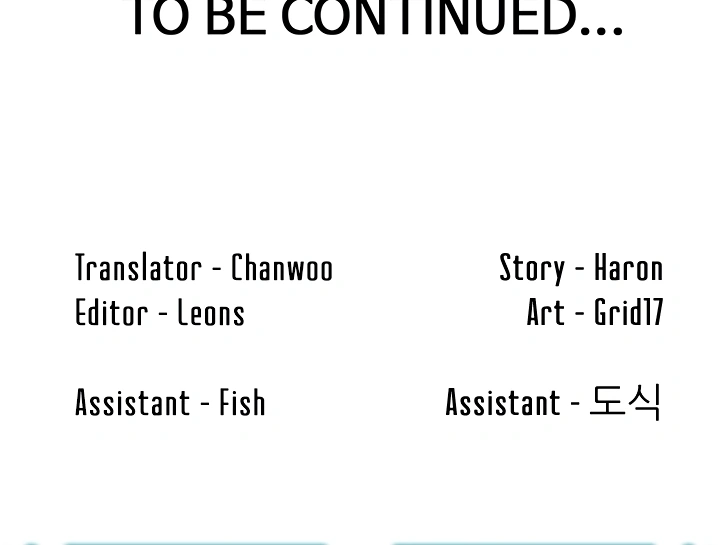 TO BE CONTINUED...
Translator - Chanwoo
Editor - Leons
Assistant - Fish
Story - Haron
Art - Grid17
Assistant - 도식